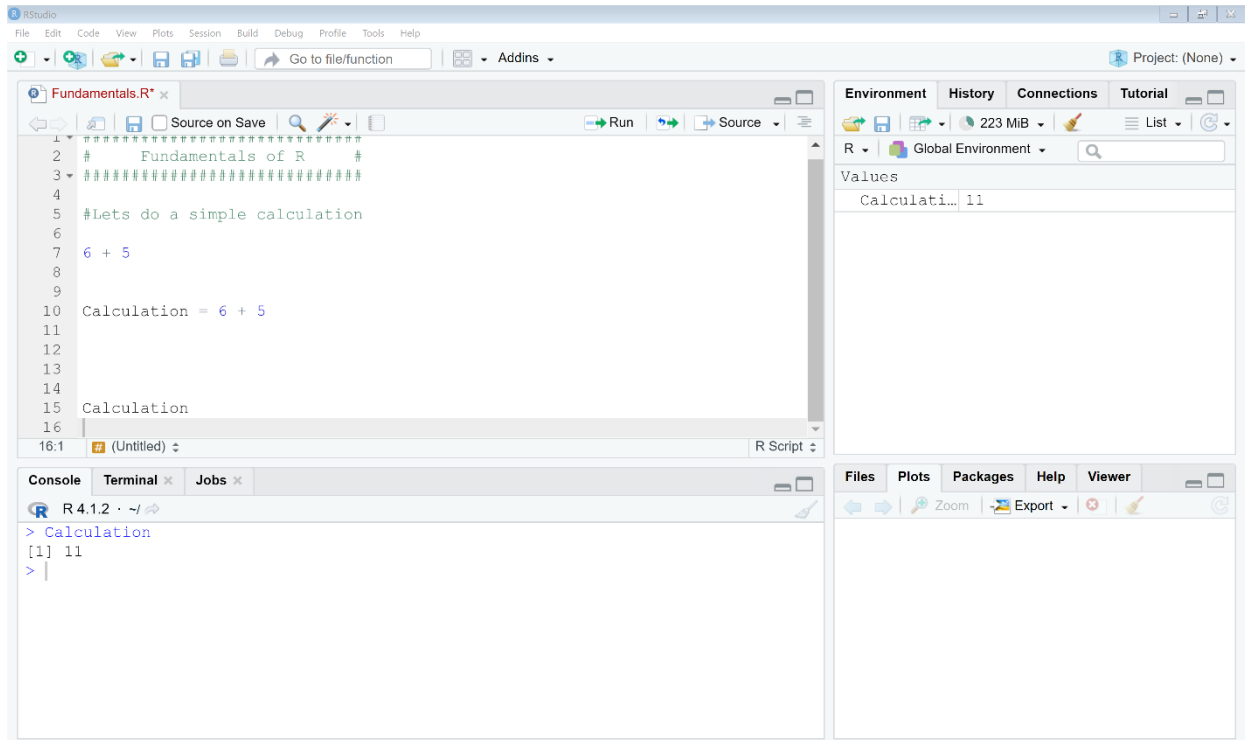 RStudio
File Edit Code View Plots Session Build Debug Profile Tools Help
Go to file/function Addins Project: (None)
Fundamentals.R*
Source on Save Run Source
1 #############################
2 # Fundamentals of R #
3 #############################
4
5 #Lets do a simple calculation
6
7 6 + 5
8
9
10 Calculation = 6 + 5
11
12
13
14
15 Calculation
16
16:1 # (Untitled) R Script
Console Terminal Jobs
R 4.1.2 · ~/
> Calculation
[1] 11
>
Environment History Connections Tutorial
223 MiB List
R Global Environment
Values
Calculati… 11
Files Plots Packages Help Viewer
Zoom Export